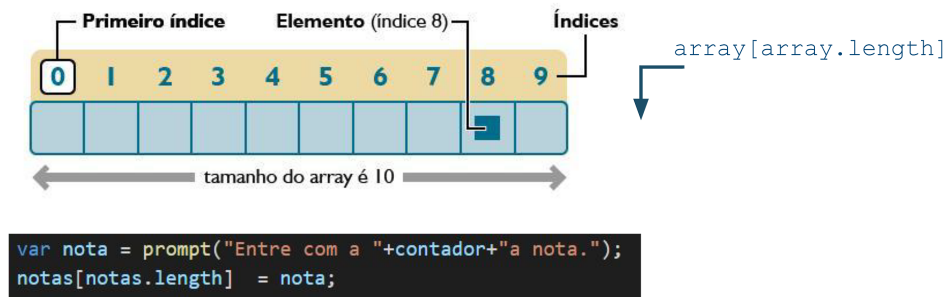 Primeiro índice Elemento (índice 8) Índices
array[array.length]
0 1 2 3 4 5 6 7 8 9
tamanho do array é 10
var nota = prompt("Entre com a "+contador+"a nota.");
notas[notas.length]  = nota;